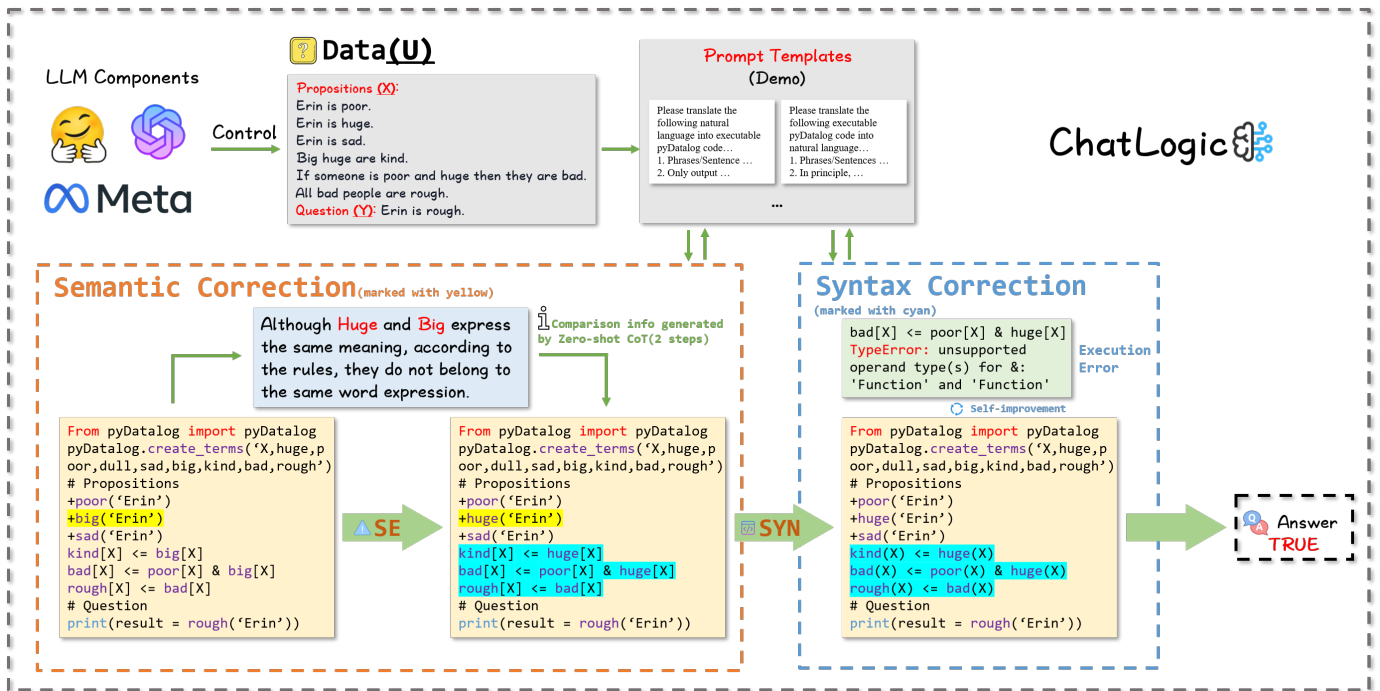 LLM Components
Meta
Control
Data(U)
Propositions (X):
Erin is poor.
Erin is huge.
Erin is sad.
Big huge are kind.
If someone is poor and huge then they are bad.
All bad people are rough.
Question (Y): Erin is rough.
Prompt Templates
(Demo)
Please translate the
following natural
language into executable
pyDatalog code…
1. Phrases/Sentence …
2. Only output …
Please translate the
following executable
pyDatalog code into
natural language…
1. Phrases/Sentences …
2. In principle, …
...
ChatLogic
Semantic Correction(marked with yellow)
Although Huge and Big express
the same meaning, according to
the rules, they do not belong to
the same word expression.
Comparison info generated
by Zero-shot CoT(2 steps)
From pyDatalog import pyDatalog
pyDatalog.create_terms(‘X,huge,p
oor,dull,sad,big,kind,bad,rough’)
# Propositions
+poor(‘Erin’)
+big(‘Erin’)
+sad(‘Erin’)
kind[X] <= big[X]
bad[X] <= poor[X] & big[X]
rough[X] <= bad[X]
# Question
print(result = rough(‘Erin’))
SE
From pyDatalog import pyDatalog
pyDatalog.create_terms(‘X,huge,p
oor,dull,sad,big,kind,bad,rough’)
# Propositions
+poor(‘Erin’)
+huge(‘Erin’)
+sad(‘Erin’)
kind[X] <= huge[X]
bad[X] <= poor[X] & huge[X]
rough[X] <= bad[X]
# Question
print(result = rough(‘Erin’))
SYN
Syntax Correction
(marked with cyan)
bad[X] <= poor[X] & huge[X]
TypeError: unsupported
operand type(s) for &:
'Function' and 'Function'
Execution
Error
Self-improvement
From pyDatalog import pyDatalog
pyDatalog.create_terms(‘X,huge,p
oor,dull,sad,big,kind,bad,rough’)
# Propositions
+poor(‘Erin’)
+huge(‘Erin’)
+sad(‘Erin’)
kind(X) <= huge(X)
bad(X) <= poor(X) & huge(X)
rough(X) <= bad(X)
# Question
print(result = rough(‘Erin’))
Q
A
Answer
TRUE